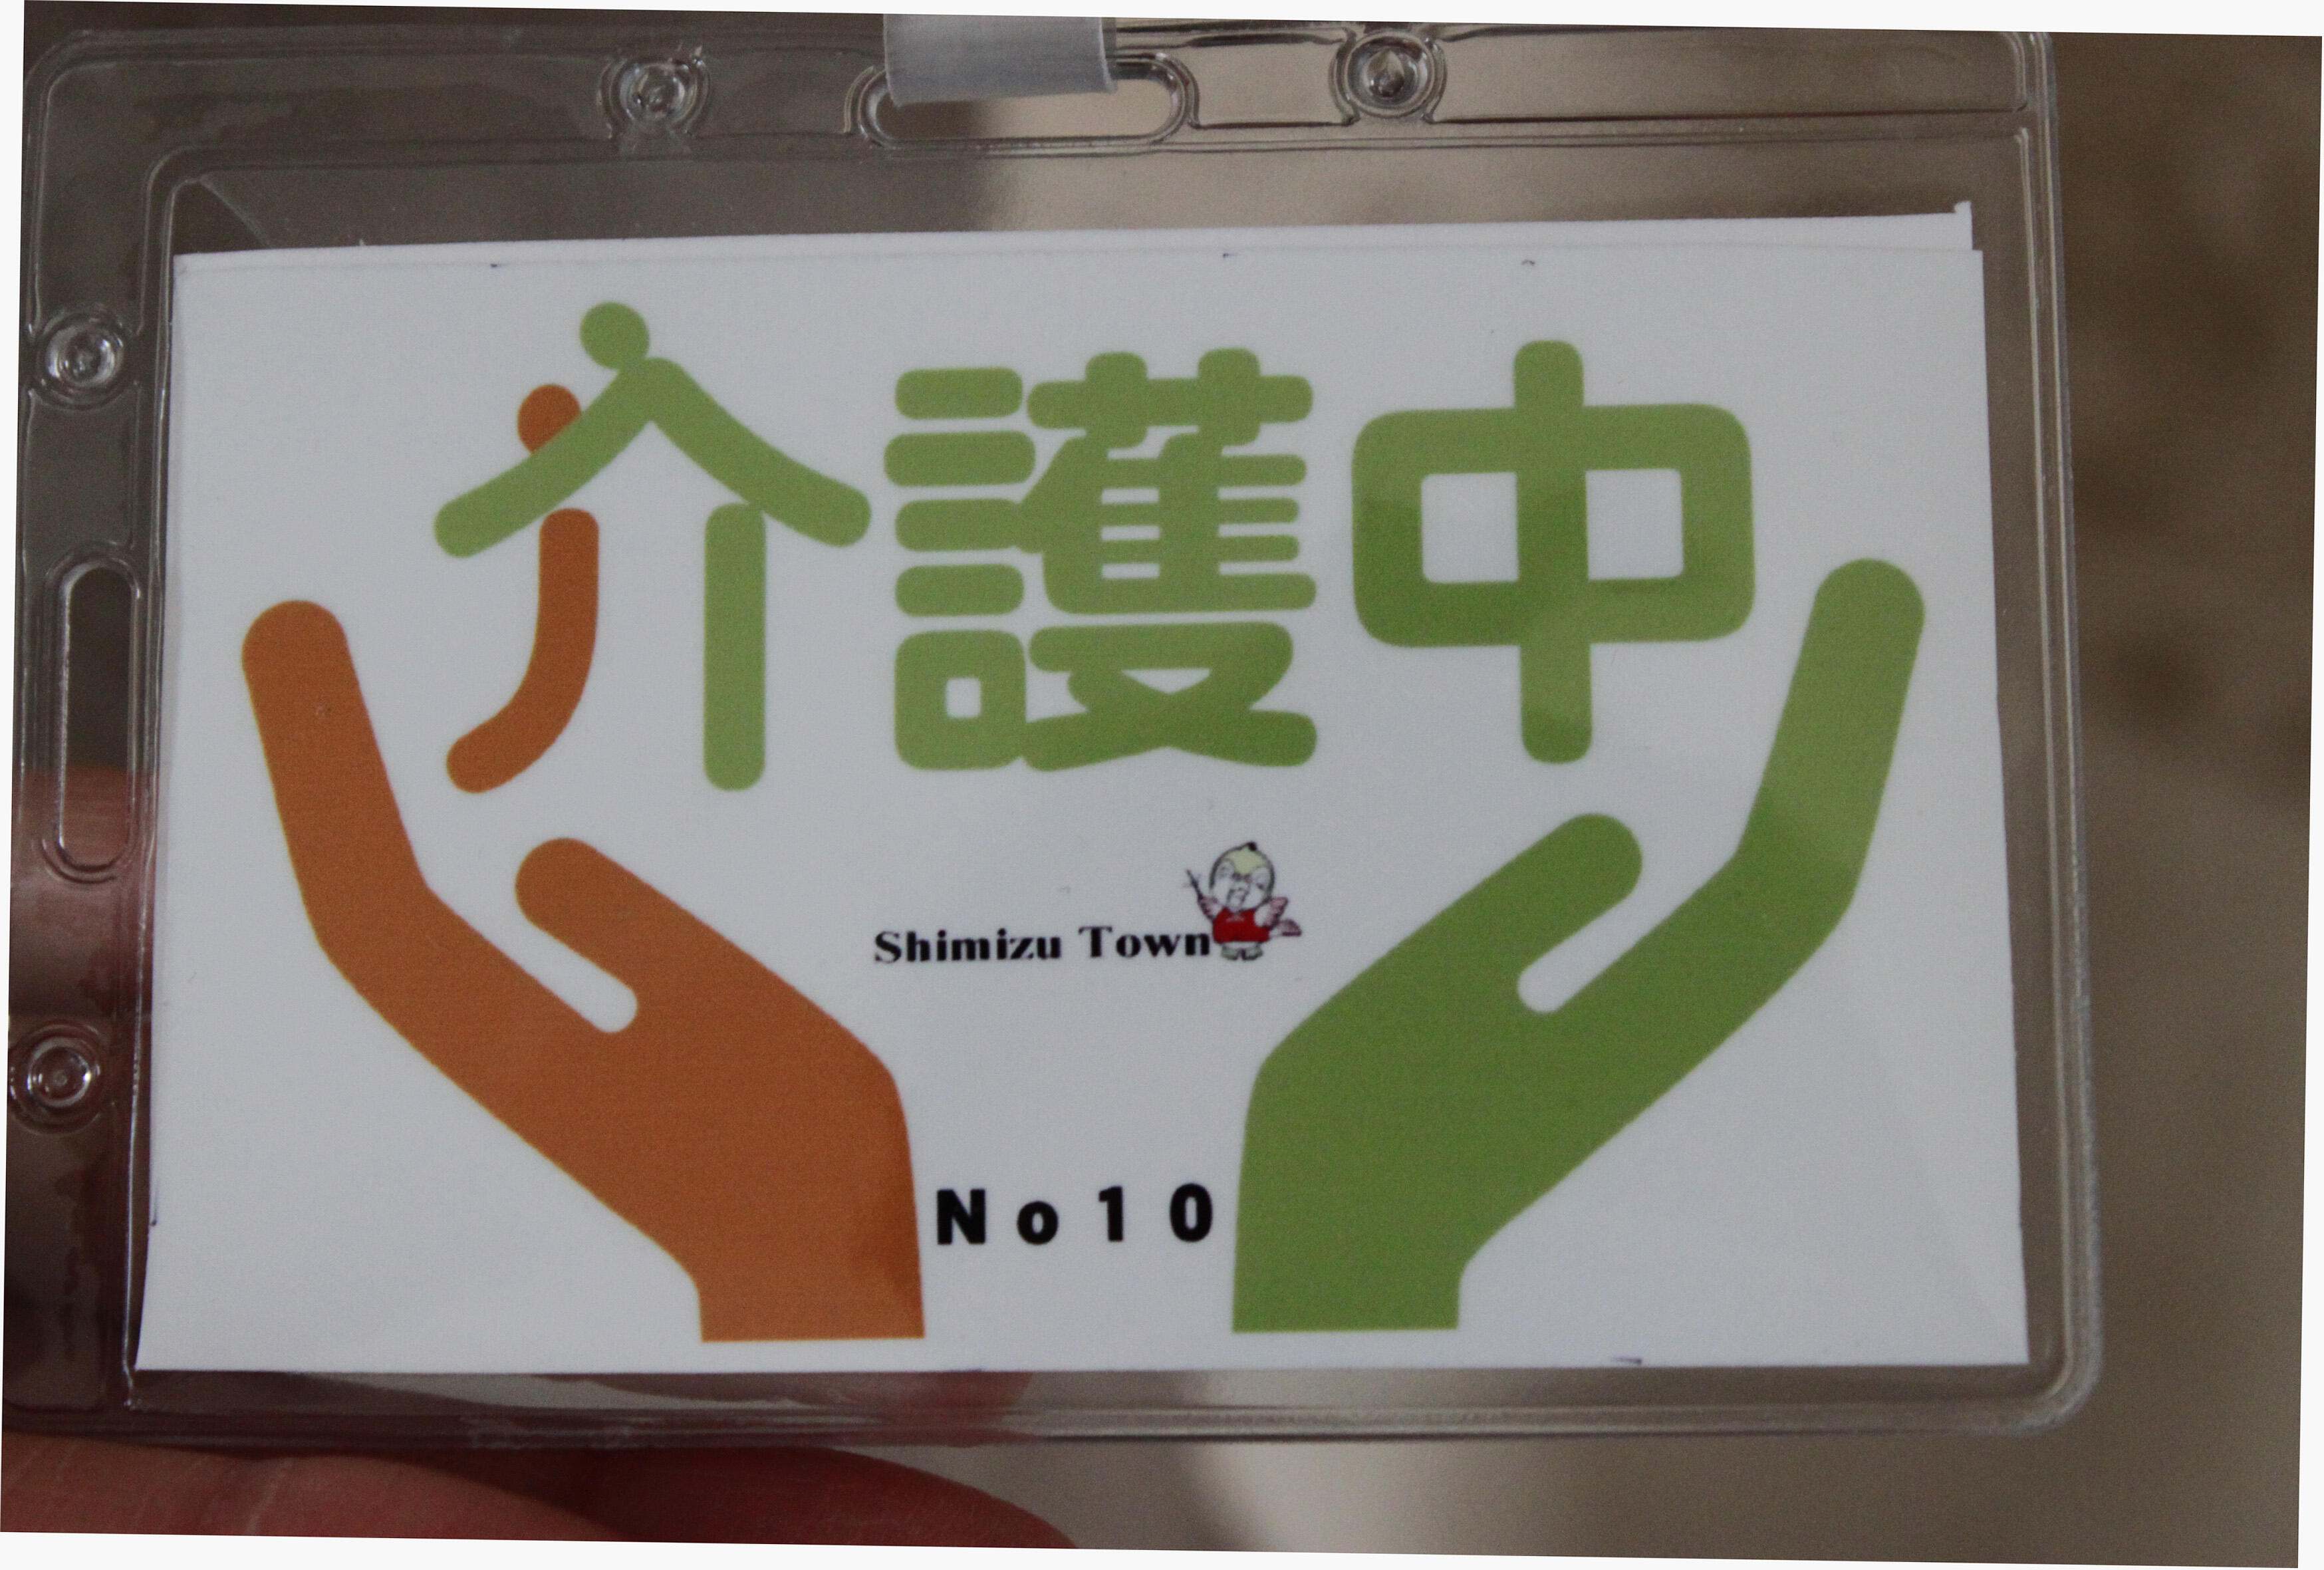 介護中
Shimizu Town
No10